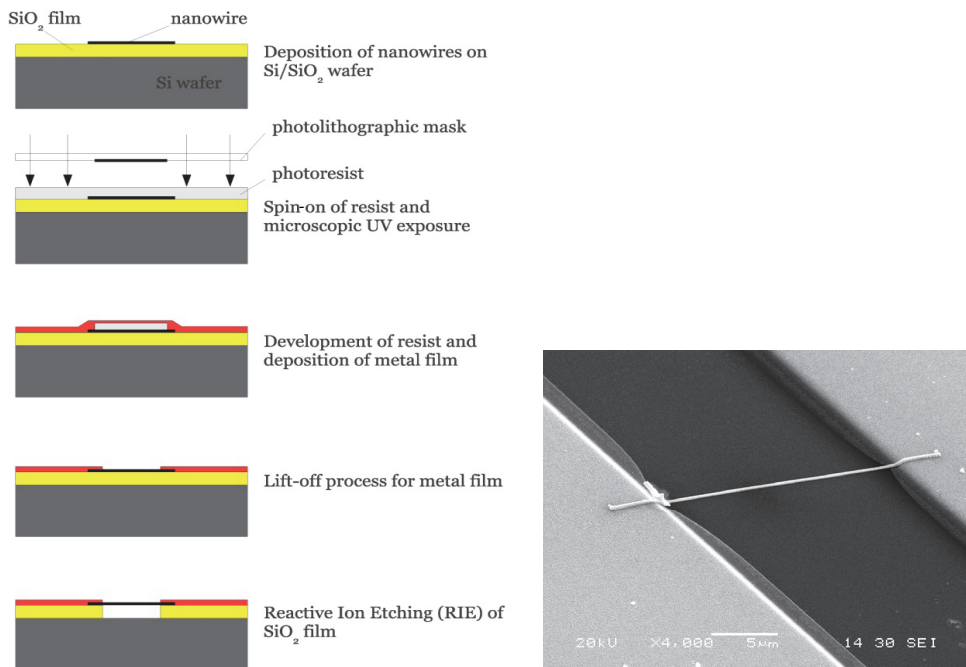 SiO₂ film
nanowire
Deposition of nanowires on
Si/SiO₂ wafer
Si wafer
photolithographic mask
photoresist
Spin-on of resist and
microscopic UV exposure
Development of resist and
deposition of metal film
Lift-off process for metal film
Reactive Ion Etching (RIE) of
SiO₂ film
20kU X4,000 5µm 14 30 SEI